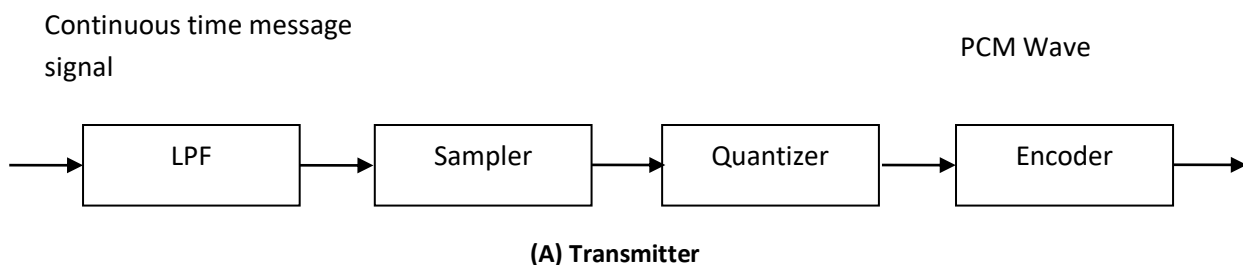 Continuous time message
signal
PCM Wave
LPF
Sampler
Quantizer
Encoder
(A) Transmitter